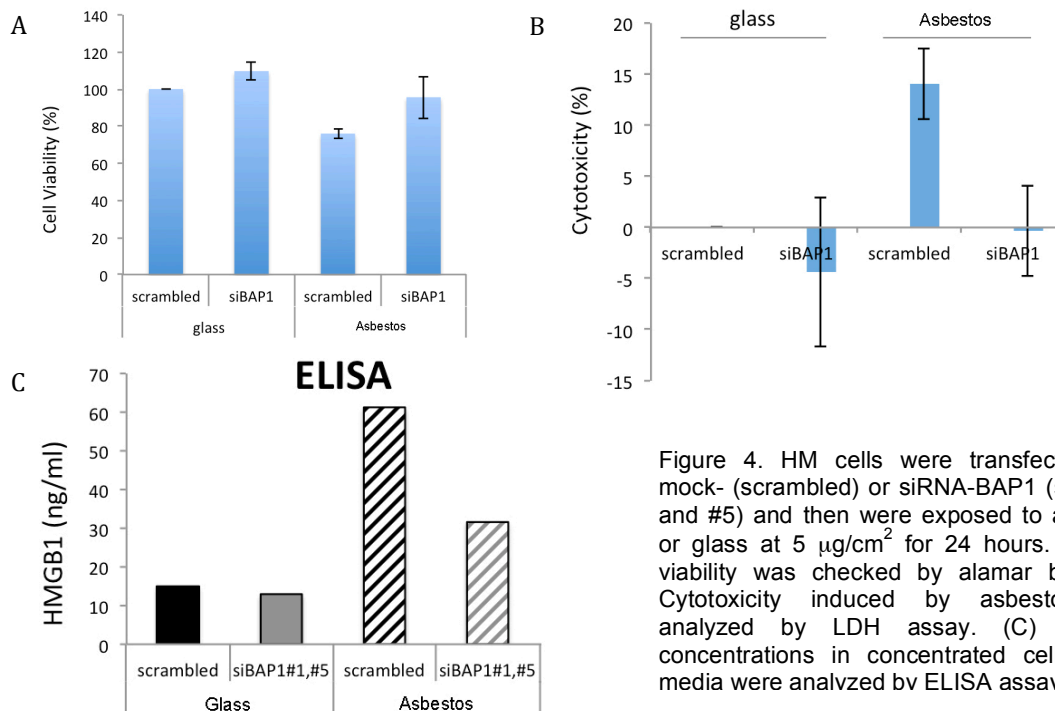 A
140
120
100
80
60
40
20
0
Cell Viability (%)
scrambled siBAP1 scrambled siBAP1
glass Asbestos
B
glass Asbestos
20
15
10
5
0
-5
-10
-15
Cytotoxicity (%)
scrambled siBAP1 scrambled siBAP1
C
ELISA
70
60
50
40
30
20
10
0
HMGB1 (ng/ml)
scrambled siBAP1#1,#5 scrambled siBAP1#1,#5
Glass Asbestos
Figure 4. HM cells were transfec
mock- (scrambled) or siRNA-BAP1 (
and #5) and then were exposed to a
or glass at 5 μg/cm² for 24 hours.
viability was checked by alamar b
Cytotoxicity induced by asbesto
analyzed by LDH assay. (C)
concentrations in concentrated cel
media were analyzed by ELISA assay